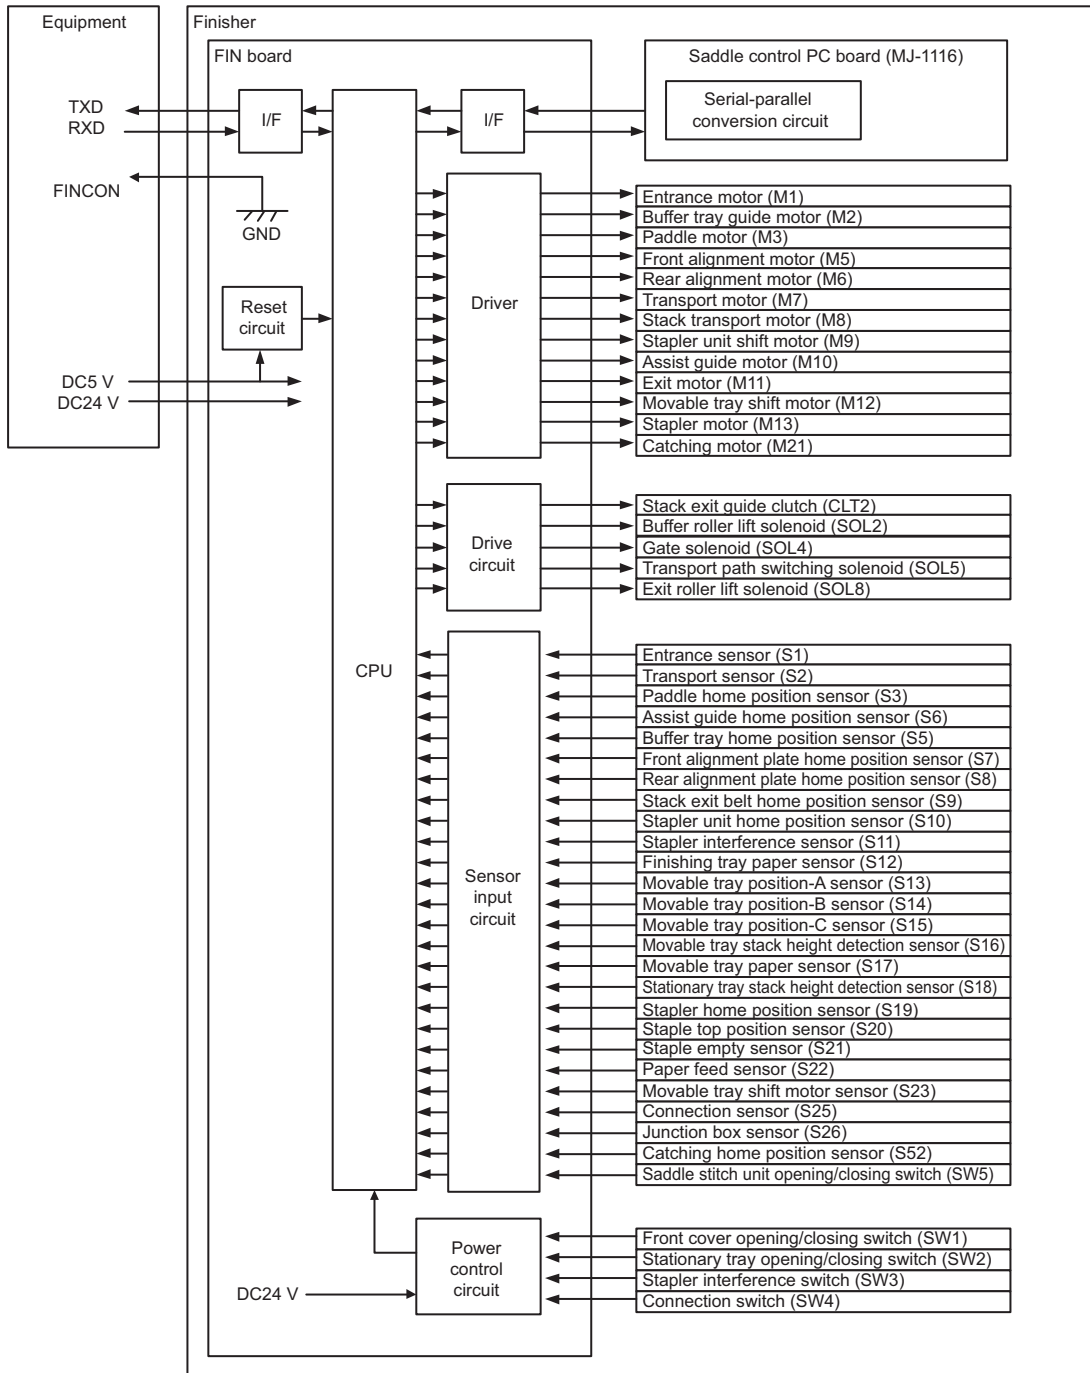 Equipment
Finisher
FIN board
Saddle control PC board (MJ-1116)
Serial-parallel
conversion circuit
TXD
RXD
I/F
I/F
FINCON
GND
Reset
circuit
DC5 V
DC24 V
CPU
Driver
Entrance motor (M1)
Buffer tray guide motor (M2)
Paddle motor (M3)
Front alignment motor (M5)
Rear alignment motor (M6)
Transport motor (M7)
Stack transport motor (M8)
Stapler unit shift motor (M9)
Assist guide motor (M10)
Exit motor (M11)
Movable tray shift motor (M12)
Stapler motor (M13)
Catching motor (M21)
Drive
circuit
Stack exit guide clutch (CLT2)
Buffer roller lift solenoid (SOL2)
Gate solenoid (SOL4)
Transport path switching solenoid (SOL5)
Exit roller lift solenoid (SOL8)
Sensor
input
circuit
Entrance sensor (S1)
Transport sensor (S2)
Paddle home position sensor (S3)
Assist guide home position sensor (S6)
Buffer tray home position sensor (S5)
Front alignment plate home position sensor (S7)
Rear alignment plate home position sensor (S8)
Stack exit belt home position sensor (S9)
Stapler unit home position sensor (S10)
Stapler interference sensor (S11)
Finishing tray paper sensor (S12)
Movable tray position-A sensor (S13)
Movable tray position-B sensor (S14)
Movable tray position-C sensor (S15)
Movable tray stack height detection sensor (S16)
Movable tray paper sensor (S17)
Stationary tray stack height detection sensor (S18)
Stapler home position sensor (S19)
Staple top position sensor (S20)
Staple empty sensor (S21)
Paper feed sensor (S22)
Movable tray shift motor sensor (S23)
Connection sensor (S25)
Junction box sensor (S26)
Catching home position sensor (S52)
Saddle stitch unit opening/closing switch (SW5)
Power
control
circuit
DC24 V
Front cover opening/closing switch (SW1)
Stationary tray opening/closing switch (SW2)
Stapler interference switch (SW3)
Connection switch (SW4)